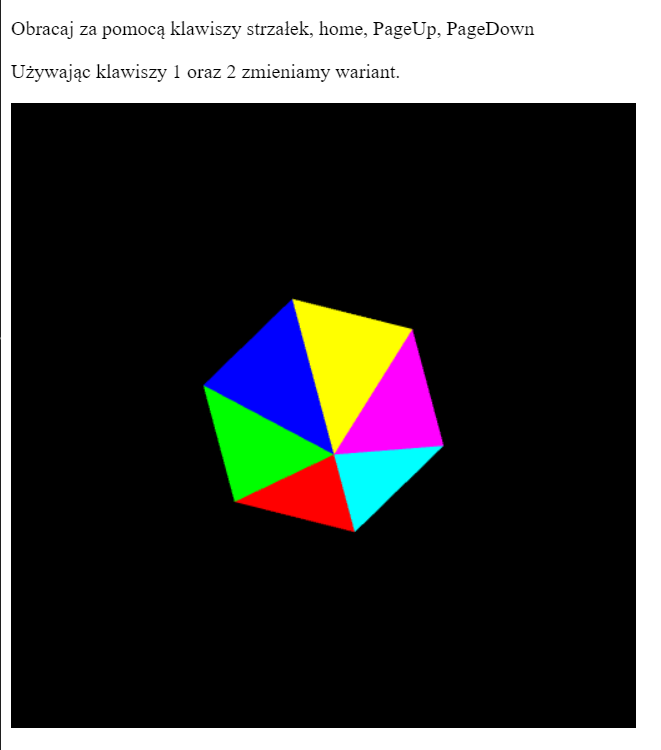 Obracaj za pomocą klawiszy strzałek, home, PageUp, PageDown
Używając klawiszy 1 oraz 2 zmieniamy wariant.